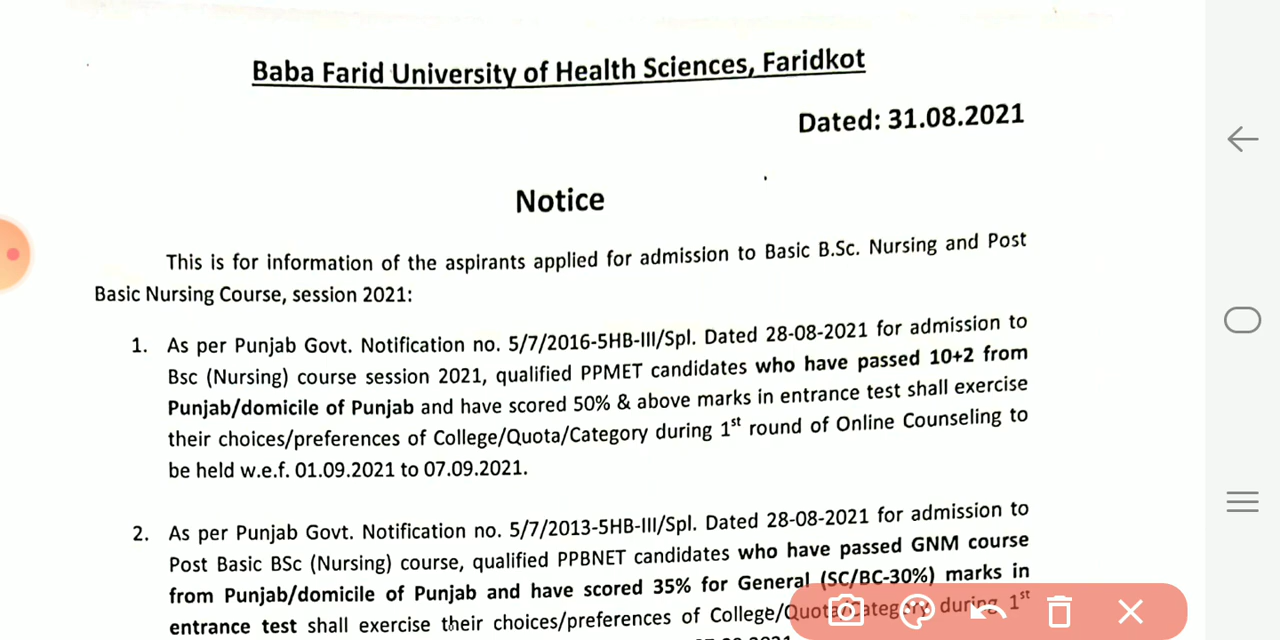 Baba Farid University of Health Sciences, Faridkot
Dated: 31.08.2021
Notice
This is for information of the aspirants applied for admission to Basic B.Sc. Nursing and Post
Basic Nursing Course, session 2021:
1. As per Punjab Govt. Notification no. 5/7/2016-5HB-III/Spl. Dated 28-08-2021 for admission to
Bsc (Nursing) course session 2021, qualified PPMET candidates who have passed 10+2 from
Punjab/domicile of Punjab and have scored 50% & above marks in entrance test shall exercise
their choices/preferences of College/Quota/Category during 1st round of Online Counseling to
be held w.e.f. 01.09.2021 to 07.09.2021.
2. As per Punjab Govt. Notification no. 5/7/2013-5HB-III/Spl. Dated 28-08-2021 for admission to
Post Basic BSc (Nursing) course, qualified PPBNET candidates who have passed GNM course
from Punjab/domicile of Punjab and have scored 35% for General (SC/BC-30%) marks in
entrance test shall exercise their choices/preferences of College/Quota/Category during 1st